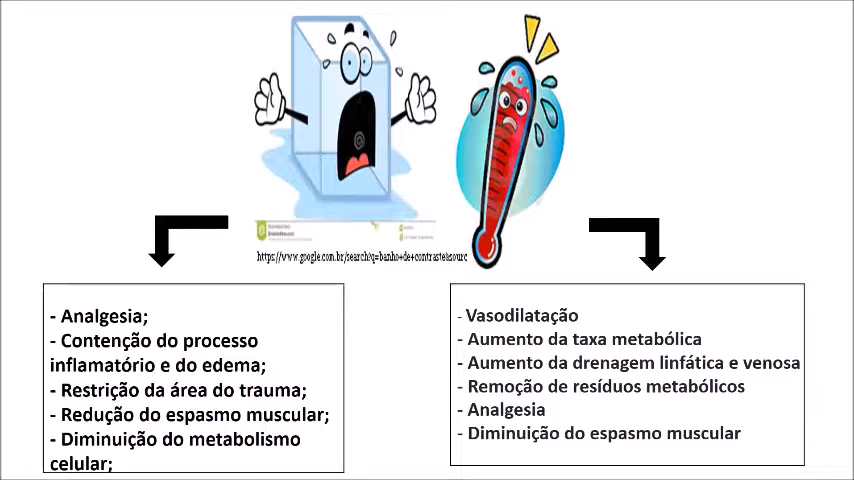 https://www.google.com.br/search?q=banho+de+contraste&sourc
- Analgesia;
- Contenção do processo
inflamatório e do edema;
- Restrição da área do trauma;
- Redução do espasmo muscular;
- Diminuição do metabolismo
celular;
- Vasodilatação
- Aumento da taxa metabólica
- Aumento da drenagem linfática e venosa
- Remoção de resíduos metabólicos
- Analgesia
- Diminuição do espasmo muscular